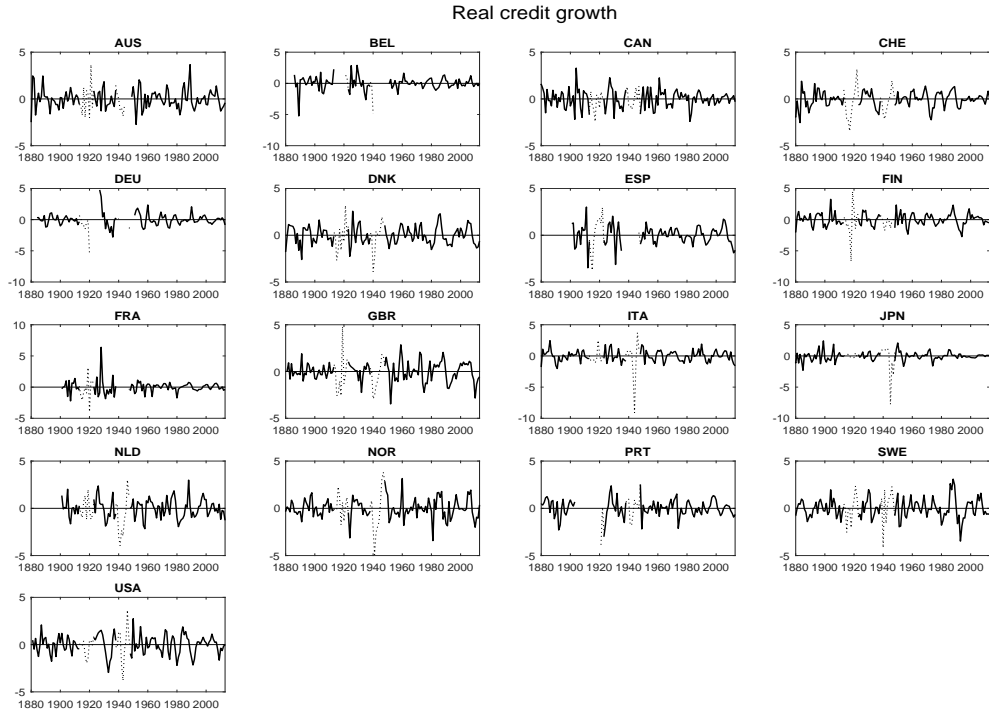 Real credit growth
AUS BEL CAN CHE
5 5 5 5
0 0 0 0
-5 -10 -5 -5
-5
1880 1900 1920 1940 1960 1980 2000 1880 1900 1920 1940 1960 1980 2000 1880 1900 1920 1940 1960 1980 2000 1880 1900 1920 1940 1960 1980 2000
DEU DNK ESP FIN
5 5 5 5
0 0 0 0
-5 -5
-10 -5 -5 -10
1880 1900 1920 1940 1960 1980 2000 1880 1900 1920 1940 1960 1980 2000 1880 1900 1920 1940 1960 1980 2000 1880 1900 1920 1940 1960 1980 2000
FRA GBR ITA JPN
10 5 5 5
5 0 0
0 0 -5 -5
-5 -5 -10 -10
1880 1900 1920 1940 1960 1980 2000 1880 1900 1920 1940 1960 1980 2000 1880 1900 1920 1940 1960 1980 2000 1880 1900 1920 1940 1960 1980 2000
NLD NOR PRT SWE
5 5 5 5
0 0 0 0
-5 -5 -5 -5
1880 1900 1920 1940 1960 1980 2000 1880 1900 1920 1940 1960 1980 2000 1880 1900 1920 1940 1960 1980 2000 1880 1900 1920 1940 1960 1980 2000
USA
5
0
-5
1880 1900 1920 1940 1960 1980 2000